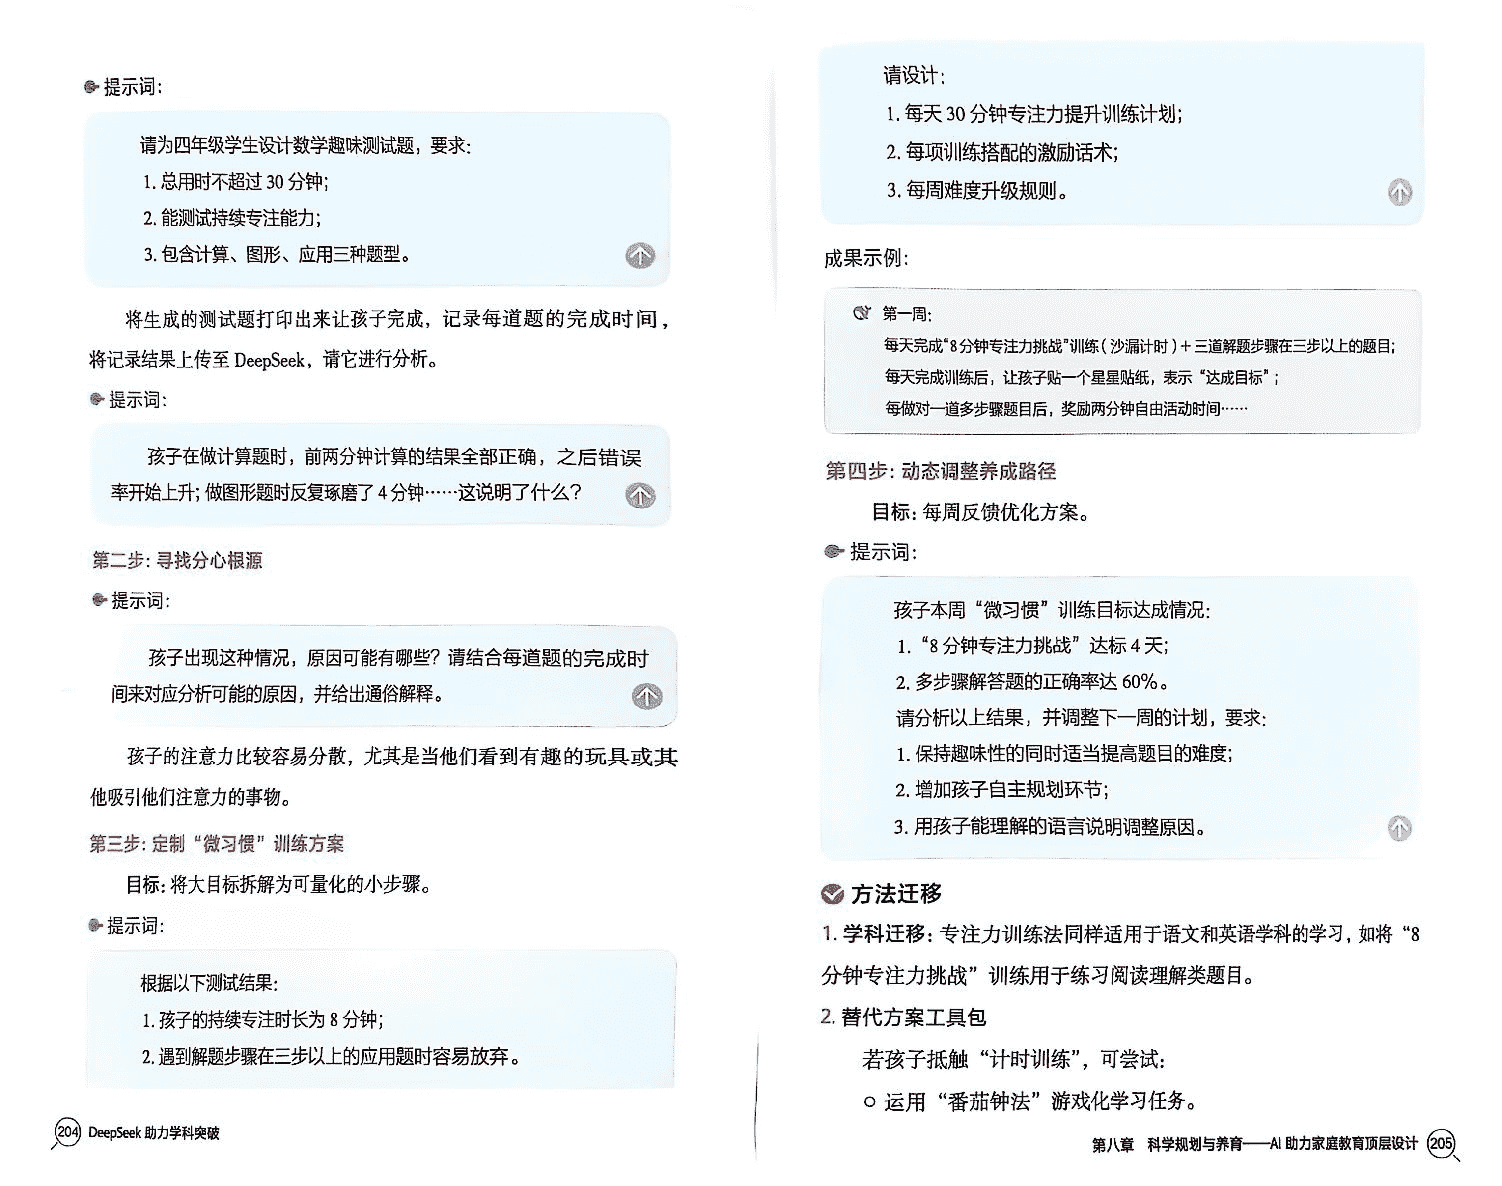 提示词：
请为四年级学生设计数学趣味测试题，要求：
1. 总用时不超过 30 分钟；
2. 能测试持续专注能力；
3. 包含计算、图形、应用三种题型。
将生成的测试题打印出来让孩子完成，记录每道题的完成时间，
将记录结果上传至 DeepSeek，请它进行分析。
提示词：
孩子在做计算题时，前两分钟计算的结果全部正确，之后错误
率开始上升；做图形题时反复琢磨了 4 分钟……这说明了什么？
第二步：寻找分心根源
提示词：
孩子出现这种情况，原因可能有哪些？请结合每道题的完成时
间来对应分析可能的原因，并给出通俗解释。
孩子的注意力比较容易分散，尤其是当他们看到有趣的玩具或其
他吸引他们注意力的事物。
第三步：定制“微习惯”训练方案
目标：将大目标拆解为可量化的小步骤。
提示词：
根据以下测试结果：
1. 孩子的持续专注时长为 8 分钟；
2. 遇到解题步骤在三步以上的应用题时容易放弃。
204 DeepSeek 助力学科突破
请设计：
1. 每天 30 分钟专注力提升训练计划；
2. 每项训练搭配的激励话术；
3. 每周难度升级规则。
成果示例：
第一周：
每天完成“8 分钟专注力挑战”训练（沙漏计时）+ 三道解题步骤在三步以上的题目；
每天完成训练后，让孩子贴一个星星贴纸，表示“达成目标”；
每做对一道多步骤题目后，奖励两分钟自由活动时间……
第四步：动态调整养成路径
目标：每周反馈优化方案。
提示词：
孩子本周“微习惯”训练目标达成情况：
1. “8 分钟专注力挑战”达标 4 天；
2. 多步骤解答题的正确率达 60%。
请分析以上结果，并调整下一周的计划，要求：
1. 保持趣味性的同时适当提高题目的难度；
2. 增加孩子自主规划环节；
3. 用孩子能理解的语言说明调整原因。
方法迁移
1. 学科迁移：专注力训练法同样适用于语文和英语学科的学习，如将“8
分钟专注力挑战”训练用于练习阅读理解类题目。
2. 替代方案工具包
若孩子抵触“计时训练”，可尝试：
○ 运用“番茄钟法”游戏化学习任务。
第八章 科学规划与养育——AI 助力家庭教育顶层设计 205